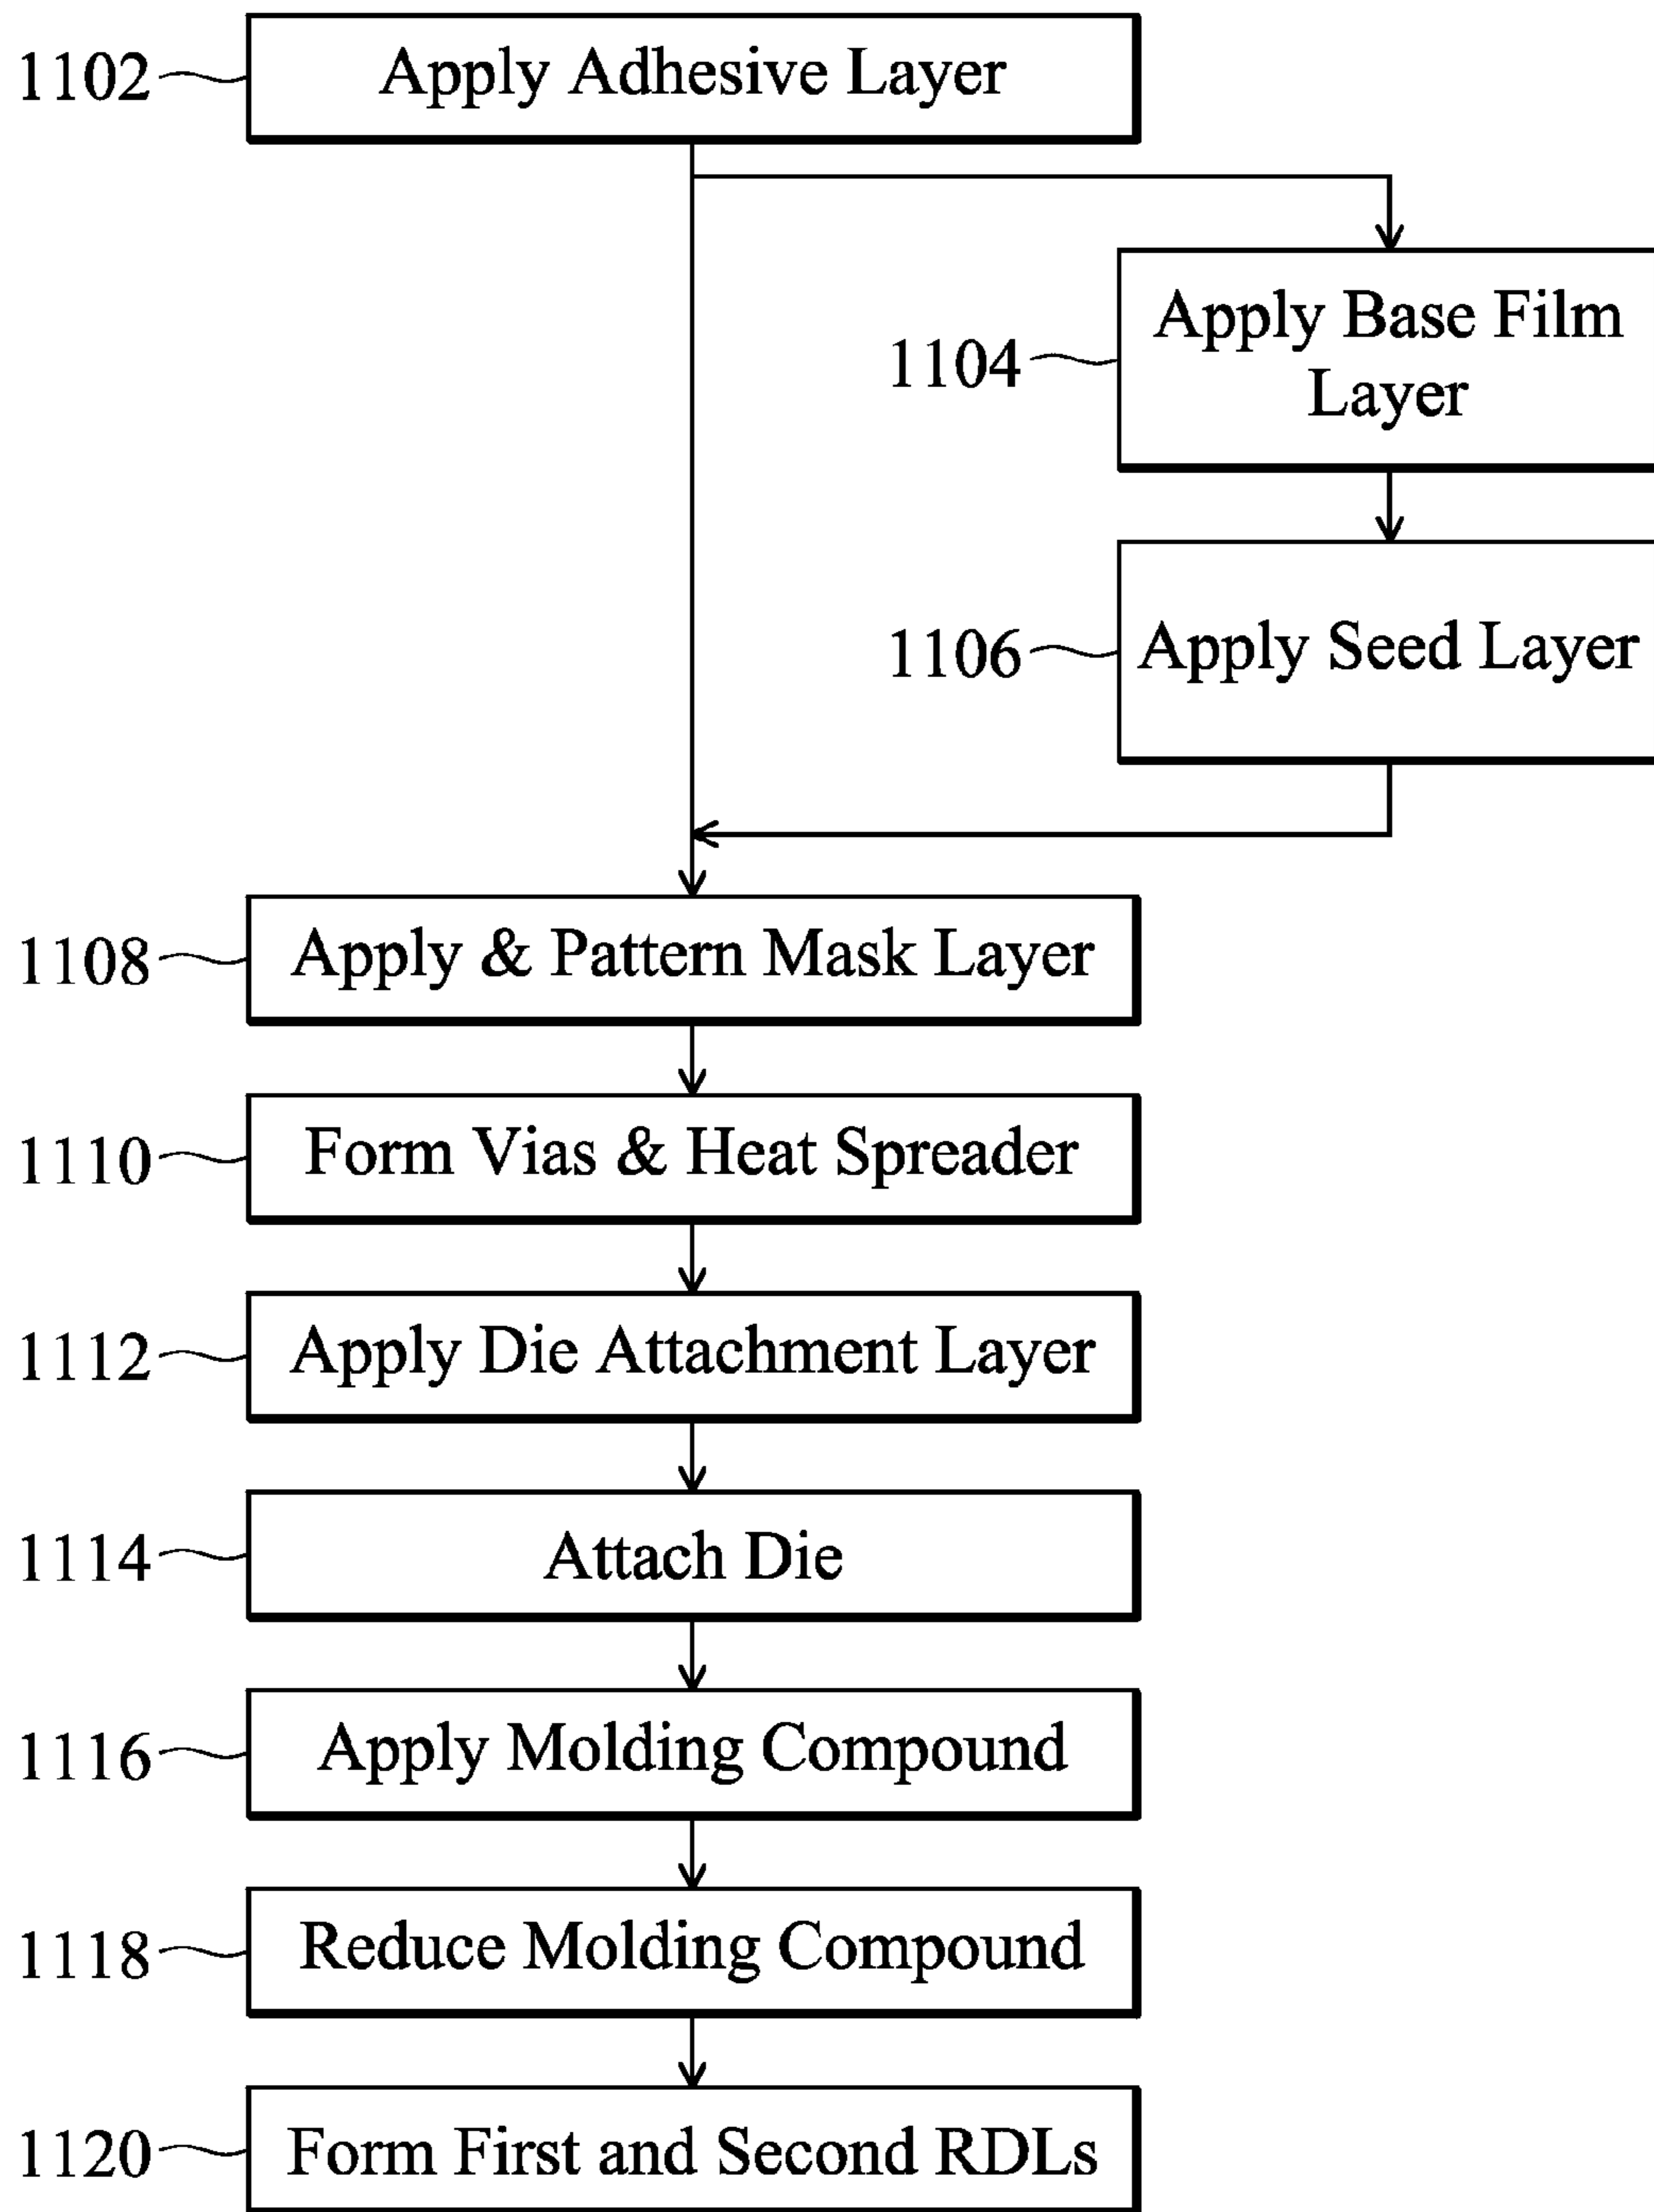 1102 Apply Adhesive Layer
1104 Apply Base Film
Layer
1106 Apply Seed Layer
1108 Apply & Pattern Mask Layer
1110 Form Vias & Heat Spreader
1112 Apply Die Attachment Layer
1114 Attach Die
1116 Apply Molding Compound
1118 Reduce Molding Compound
1120 Form First and Second RDLs